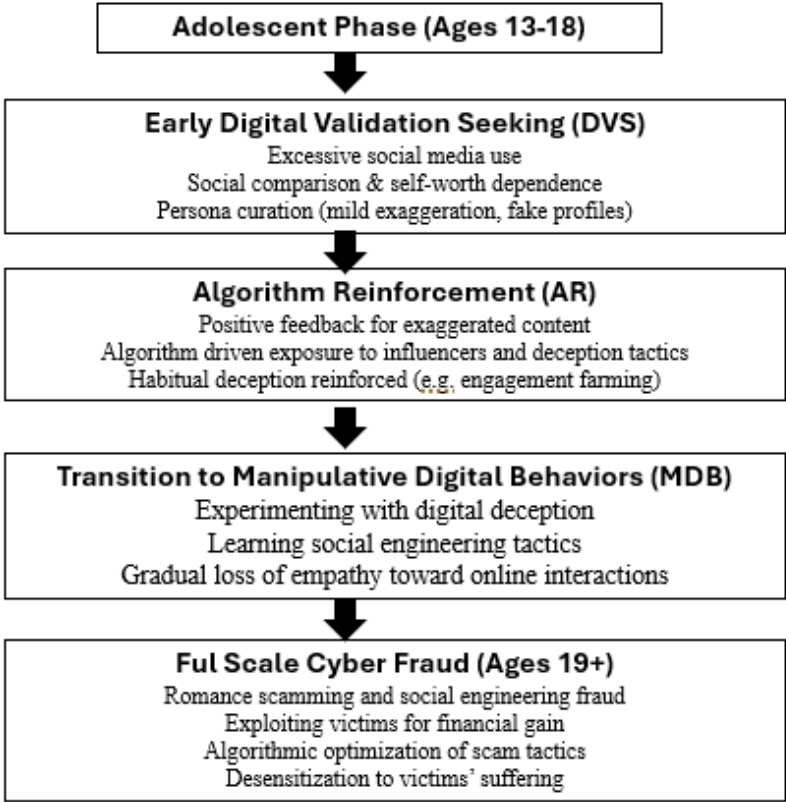 Adolescent Phase (Ages 13-18)
Early Digital Validation Seeking (DVS)
Excessive social media use
Social comparison & self-worth dependence
Persona curation (mild exaggeration, fake profiles)
Algorithm Reinforcement (AR)
Positive feedback for exaggerated content
Algorithm driven exposure to influencers and deception tactics
Habitual deception reinforced (e.g. engagement farming)
Transition to Manipulative Digital Behaviors (MDB)
Experimenting with digital deception
Learning social engineering tactics
Gradual loss of empathy toward online interactions
Ful Scale Cyber Fraud (Ages 19+)
Romance scamming and social engineering fraud
Exploiting victims for financial gain
Algorithmic optimization of scam tactics
Desensitization to victims’ suffering